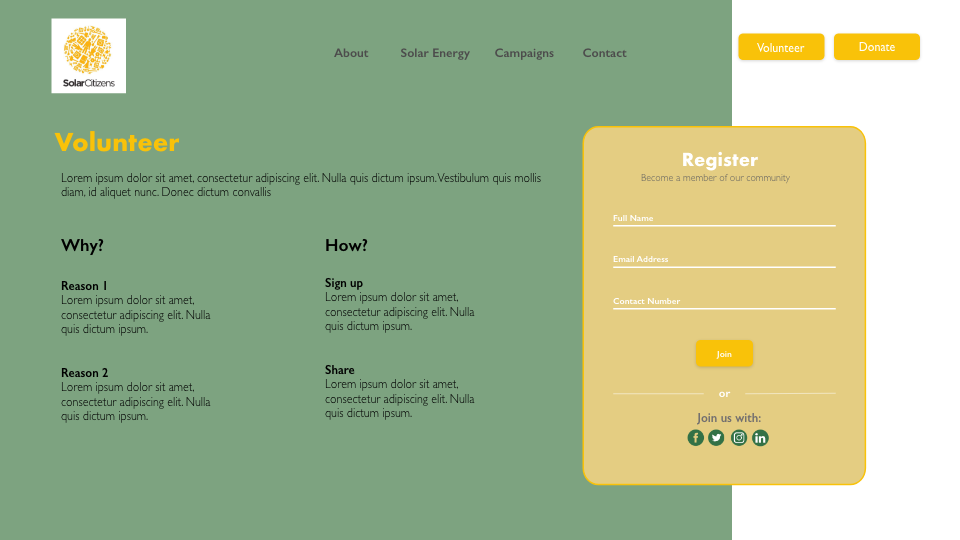 SolarCitizens
About
Solar Energy
Campaigns
Contact
Volunteer
Donate
Volunteer
Lorem ipsum dolor sit amet, consectetur adipiscing elit. Nulla quis dictum ipsum. Vestibulum quis mollis
diam, id aliquet nunc. Donec dictum convallis
Why?
Reason 1
Lorem ipsum dolor sit amet,
consectetur adipiscing elit. Nulla
quis dictum ipsum.
Reason 2
Lorem ipsum dolor sit amet,
consectetur adipiscing elit. Nulla
quis dictum ipsum.
How?
Sign up
Lorem ipsum dolor sit amet,
consectetur adipiscing elit. Nulla
quis dictum ipsum.
Share
Lorem ipsum dolor sit amet,
consectetur adipiscing elit. Nulla
quis dictum ipsum.
Register
Become a member of our community
Full Name
Email Address
Contact Number
Join
or
Join us with: